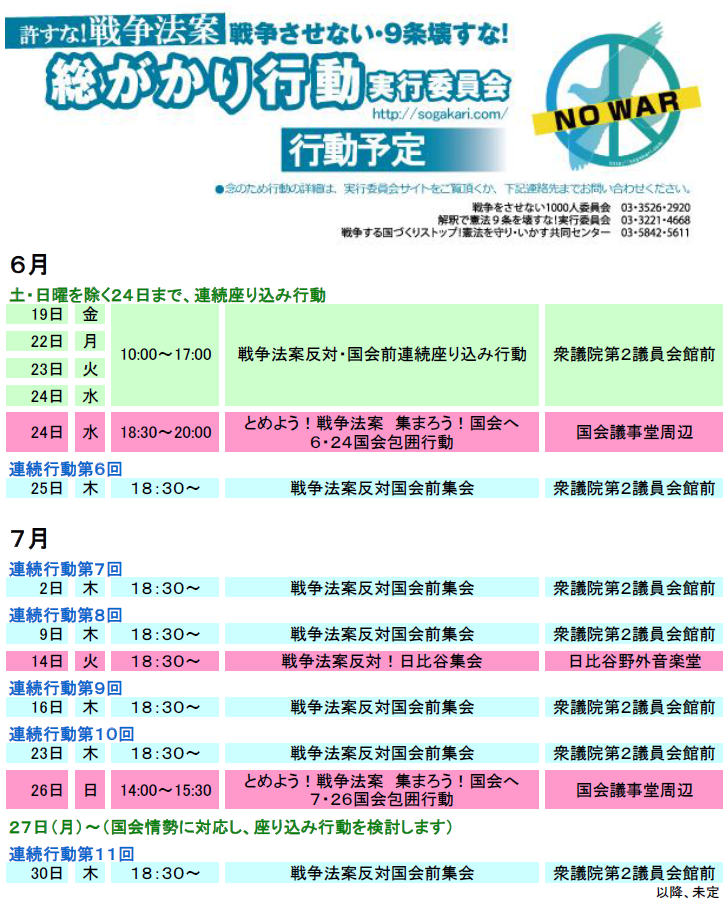 許すな!戦争法案 戦争させない・9条壊すな!
総がかり行動 実行委員会
http://sogakari.com/
NO WAR
http://sogakari.com/
行動予定
●念のため行動の詳細は、実行委員会サイトをご覧頂くか、下記連絡先までお問い合わせください。
戦争をさせない1000人委員会 03・3526・2920
解釈で憲法9条を壊すな!実行委員会 03・3221・4668
戦争する国づくりストップ!憲法を守り・いかす共同センター 03・5842・5611
6月
土・日曜を除く24日まで、連続座り込み行動
19日 金
22日 月
10:00～17:00 戦争法案反対・国会前連続座り込み行動 衆議院第2議員会館前
23日 火
24日 水
24日 水 18:30～20:00 とめよう!戦争法案 集まろう!国会へ 国会議事堂周辺
6・24国会包囲行動
連続行動第6回
25日 木 18:30～ 戦争法案反対国会前集会 衆議院第2議員会館前
7月
連続行動第7回
2日 木 18:30～ 戦争法案反対国会前集会 衆議院第2議員会館前
連続行動第8回
9日 木 18:30～ 戦争法案反対国会前集会 衆議院第2議員会館前
14日 火 18:30～ 戦争法案反対!日比谷集会 日比谷野外音楽堂
連続行動第9回
16日 木 18:30～ 戦争法案反対国会前集会 衆議院第2議員会館前
連続行動第10回
23日 木 18:30～ 戦争法案反対国会前集会 衆議院第2議員会館前
26日 日 14:00～15:30 とめよう!戦争法案 集まろう!国会へ 国会議事堂周辺
7・26国会包囲行動
27日(月)～(国会情勢に対応し、座り込み行動を検討します)
連続行動第11回
30日 木 18:30～ 戦争法案反対国会前集会 衆議院第2議員会館前
以降、未定